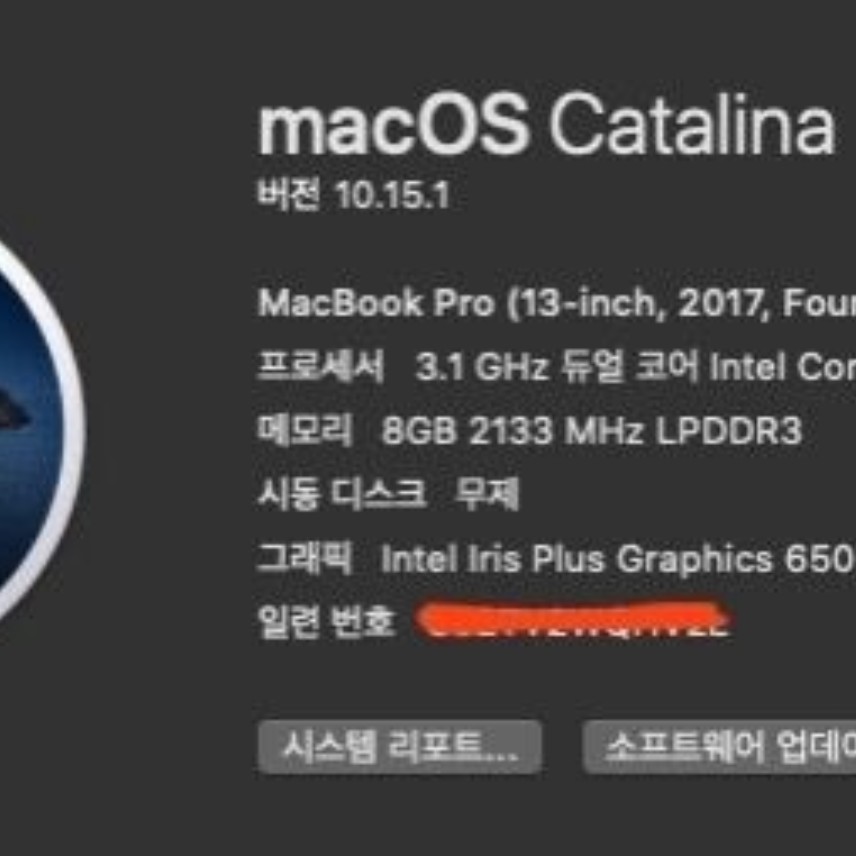 macOS Catalina
버전 10.15.1
MacBook Pro (13-inch, 2017, Four
프로세서 3.1 GHz 듀얼 코어 Intel Cor
메모리 8GB 2133 MHz LPDDR3
시동 디스크 무제
그래픽 Intel Iris Plus Graphics 650
일련 번호
시스템 리포트... 소프트웨어 업데이